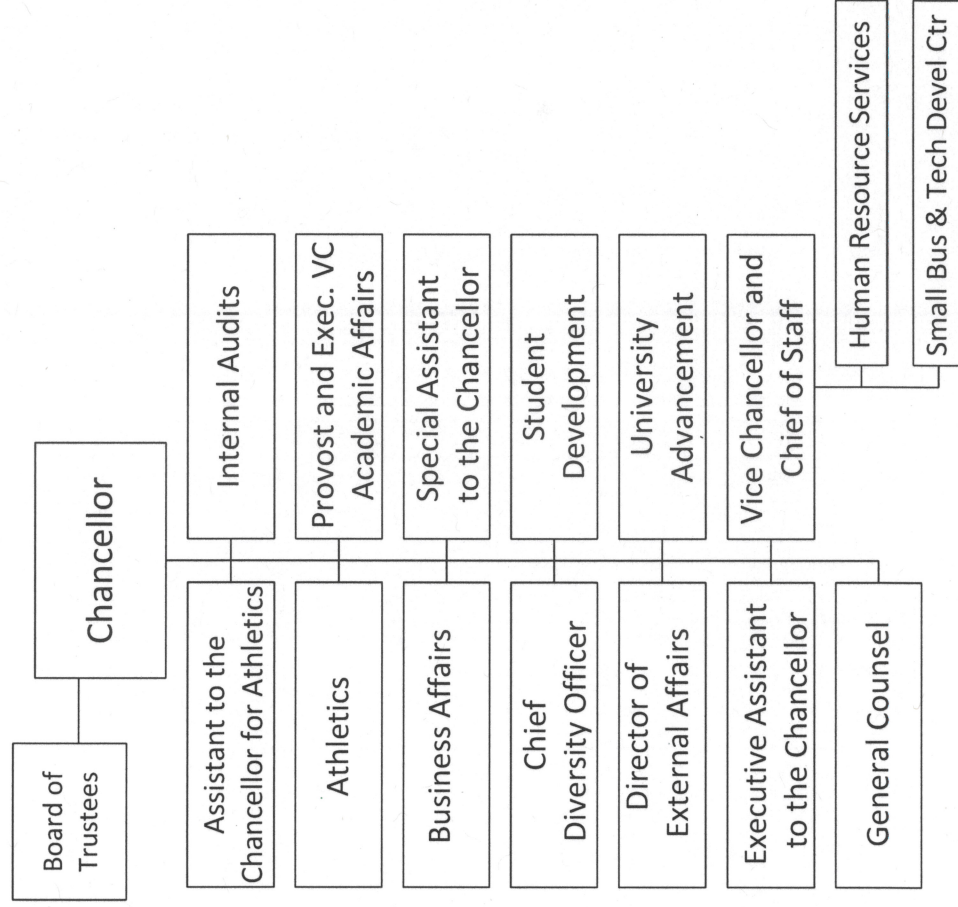 Board of
Trustees
Chancellor
Assistant to the
Chancellor for Athletics
Internal Audits
Athletics
Provost and Exec. VC
Academic Affairs
Business Affairs
Special Assistant
to the Chancellor
Chief
Diversity Officer
Student
Development
Director of
External Affairs
University
Advancement
Executive Assistant
to the Chancellor
Vice Chancellor and
Chief of Staff
General Counsel
Human Resource Services
Small Bus & Tech Devel Ctr